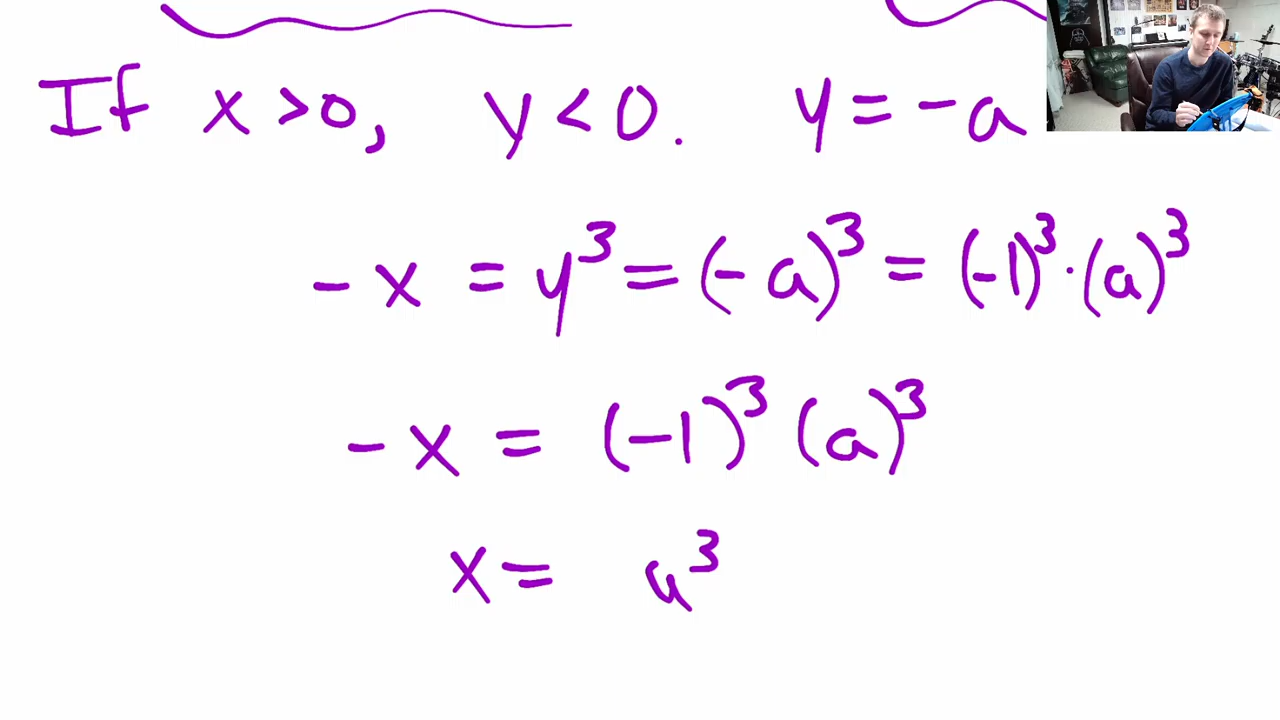 If x > 0, y < 0. y = -a
-x = y³ = (-a)³ = (-1)³ · (a)³
-x = (-1)³ (a)³
x = a³